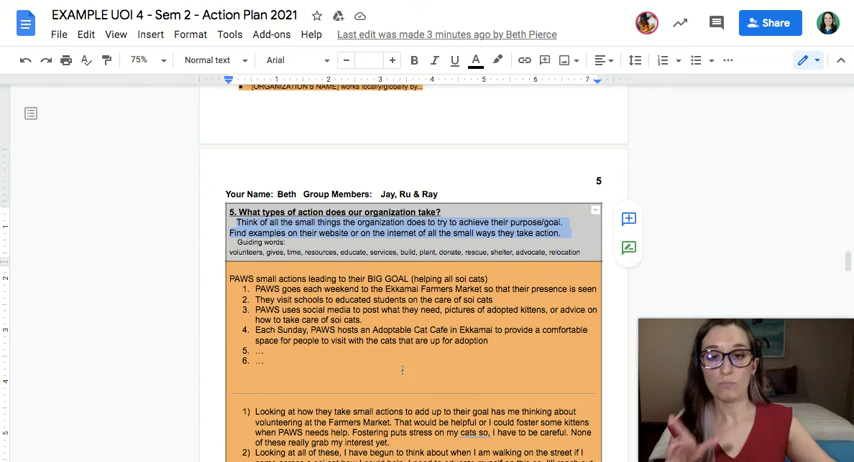 EXAMPLE UOI 4 - Sem 2 - Action Plan 2021
File Edit View Insert Format Tools Add-ons Help Last edit was made 3 minutes ago by Beth Pierce
Share
75% Normal text Arial
1 1 2 3 4 5 6 7
[ORGANIZATION'S NAME] works locally/globally by...
5
Your Name: Beth Group Members: Jay, Ru & Ray
5. What types of action does our organization take?
Think of all the small things the organization does to try to achieve their purpose/goal.
Find examples on their website or on the internet of all the small ways they take action.
Guiding words:
volunteers, gives, time, resources, educate, services, build, plant, donate, rescue, shelter, advocate, relocation
PAWS small actions leading to their BIG GOAL (helping all soi cats)
1. PAWS goes each weekend to the Ekkamai Farmers Market so that their presence is seen
2. They visit schools to educated students on the care of soi cats
3. PAWS uses social media to post what they need, pictures of adopted kittens, or advice on
how to take care of soi cats.
4. Each Sunday, PAWS hosts an Adoptable Cat Cafe in Ekkamai to provide a comfortable
space for people to visit with the cats that are up for adoption
5. ...
6. ...
1) Looking at how they take small actions to add up to their goal has me thinking about
volunteering at the Farmers Market. That would be helpful or I could foster some kittens
when PAWS needs help. Fostering puts stress on my cats so, I have to be careful. None
of these really grab my interest yet.
2) Looking at all of these, I have begun to think about when I am walking on the street if I